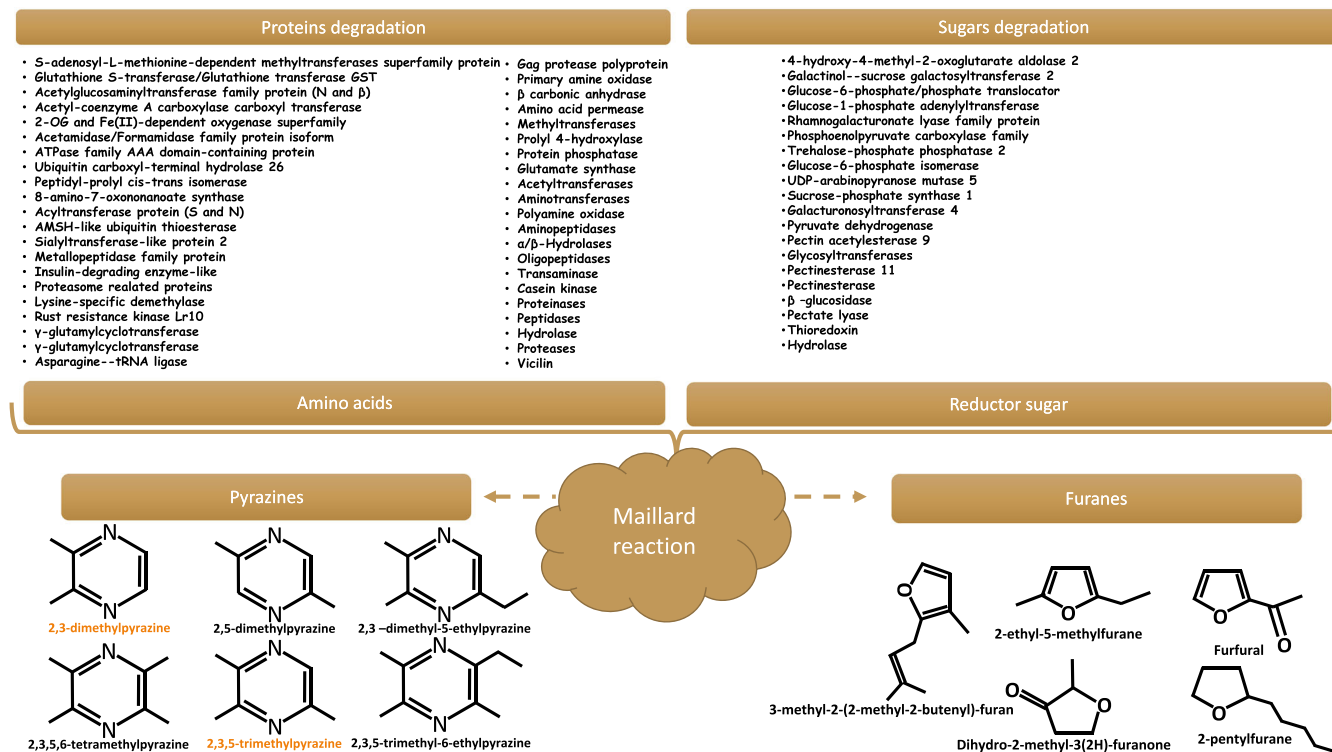 Proteins degradation
Sugars degradation
• S-adenosyl-L-methionine-dependent methyltransferases superfamily protein
• Glutathione S-transferase/Glutathione transferase GST
• Acetylglucosaminyltransferase family protein (N and β)
• Acetyl-coenzyme A carboxylase carboxyl transferase
• 2-OG and Fe(II)-dependent oxygenase superfamily
• Acetamidase/Formamidase family protein isoform
• ATPase family AAA domain-containing protein
• Ubiquitin carboxyl-terminal hydrolase 26
• Peptidyl-prolyl cis-trans isomerase
• 8-amino-7-oxononanoate synthase
• Acyltransferase protein (S and N)
• AMSH-like ubiquitin thioesterase
• Sialyltransferase-like protein 2
• Metallopeptidase family protein
• Insulin-degrading enzyme-like
• Proteasome realated proteins
• Lysine-specific demethylase
• Rust resistance kinase Lr10
• γ-glutamylcyclotransferase
• γ-glutamylcyclotransferase
• Asparagine--tRNA ligase
• Gag protease polyprotein
• Primary amine oxidase
• β carbonic anhydrase
• Amino acid permease
• Methyltransferases
• Prolyl 4-hydroxylase
• Protein phosphatase
• Glutamate synthase
• Acetyltransferases
• Aminotransferases
• Polyamine oxidase
• Aminopeptidases
• α/β-Hydrolases
• Oligopeptidases
• Transaminase
• Casein kinase
• Proteinases
• Peptidases
• Hydrolase
• Proteases
• Vicilin
•4-hydroxy-4-methyl-2-oxoglutarate aldolase 2
•Galactinol--sucrose galactosyltransferase 2
•Glucose-6-phosphate/phosphate translocator
•Glucose-1-phosphate adenylyltransferase
•Rhamnogalacturonate lyase family protein
•Phosphoenolpyruvate carboxylase family
•Trehalose-phosphate phosphatase 2
•Glucose-6-phosphate isomerase
•UDP-arabinopyranose mutase 5
•Sucrose-phosphate synthase 1
•Galacturonosyltransferase 4
•Pyruvate dehydrogenase
•Pectin acetylesterase 9
•Glycosyltransferases
•Pectinesterase 11
•Pectinesterase
•β -glucosidase
•Pectate lyase
•Thioredoxin
•Hydrolase
Amino acids
Reductor sugar
Pyrazines
Maillard
reaction
Furanes
N
N
2,3-dimethylpyrazine
N
N
2,5-dimethylpyrazine
N
N
2,3 –dimethyl-5-ethylpyrazine
N
N
2,3,5,6-tetramethylpyrazine
N
N
2,3,5-trimethylpyrazine
N
N
2,3,5-trimethyl-6-ethylpyrazine
O
3-methyl-2-(2-methyl-2-butenyl)-furan
O
2-ethyl-5-methylfurane
O
O
Furfural
O
O
Dihydro-2-methyl-3(2H)-furanone
O
2-pentylfurane